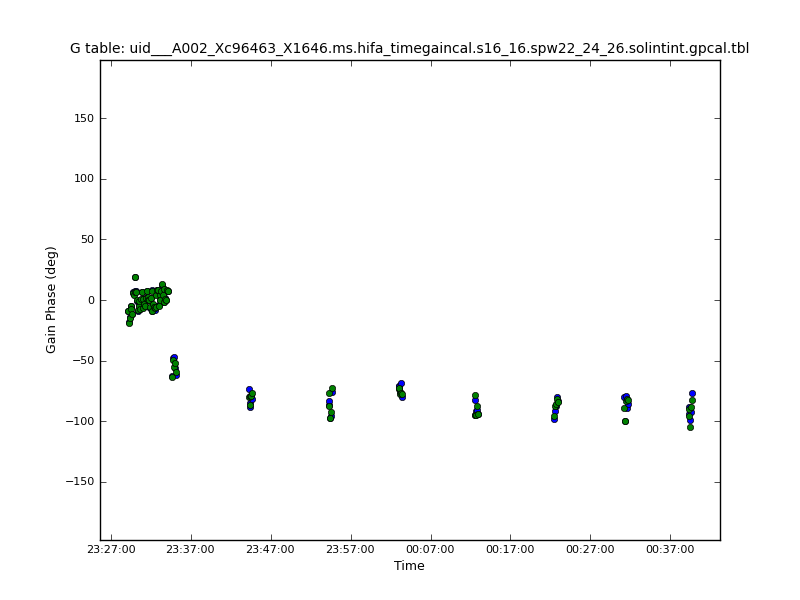 G table: uid___A002_Xc96463_X1646.ms.hifa_timegaincal.s16_16.spw22_24_26.solintint.gpcal.tbl
Gain Phase (deg)
150
100
50
0
−50
−100
−150
23:27:00 23:37:00 23:47:00 23:57:00 00:07:00 00:17:00 00:27:00 00:37:00
Time